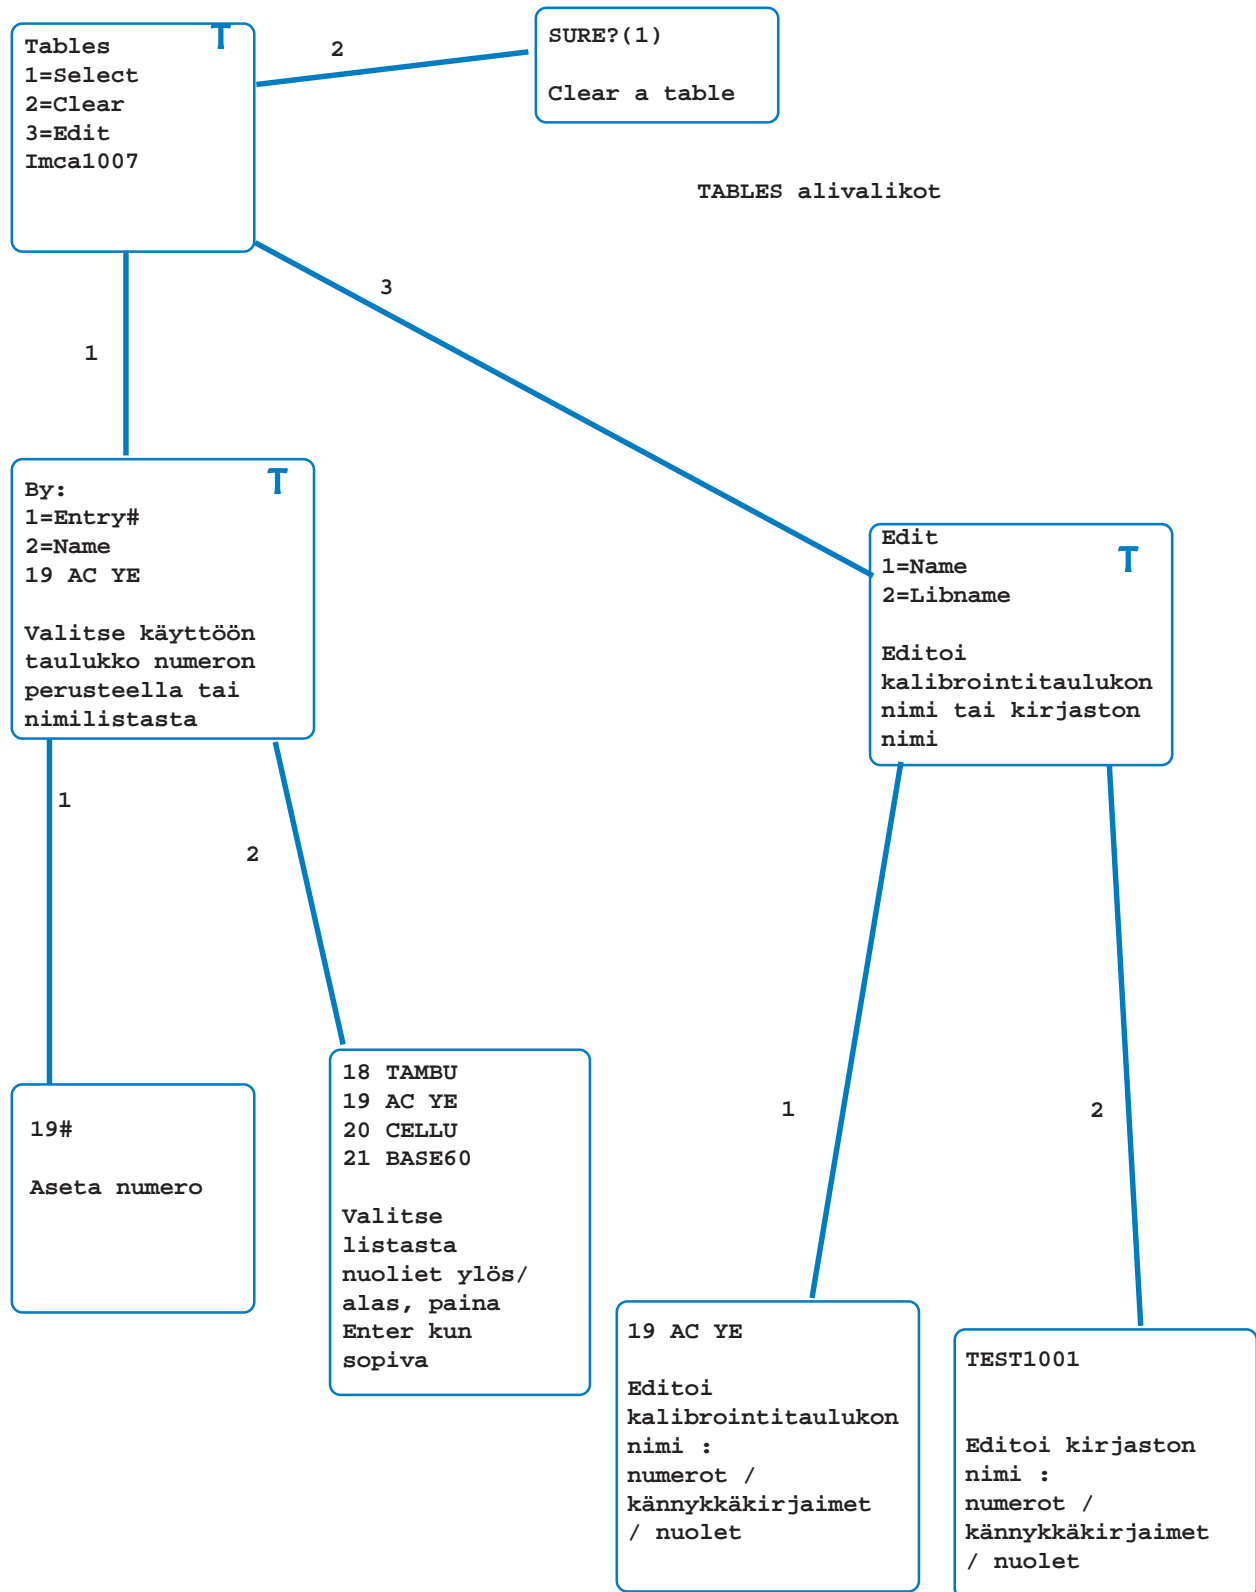 Tables
T
1=Select
2=Clear
3=Edit
Imca1007
2
SURE?(1)
Clear a table
TABLES alivalikot
3
1
By:
T
1=Entry#
2=Name
19 AC YE
Valitse käyttöön
taulukko numeron
perusteella tai
nimilistasta
Edit
T
1=Name
2=Libname
Editoi
kalibrointitaulukon
nimi tai kirjaston
nimi
1
2
19#
Aseta numero
18 TAMBU
19 AC YE
20 CELLU
21 BASE60
Valitse
listasta
nuoliet ylös/
alas, paina
Enter kun
sopiva
1
2
19 AC YE
Editoi
kalibrointitaulukon
nimi :
numerot /
kännykkäkirjaimet
/ nuolet
TEST1001
Editoi kirjaston
nimi :
numerot /
kännykkäkirjaimet
/ nuolet